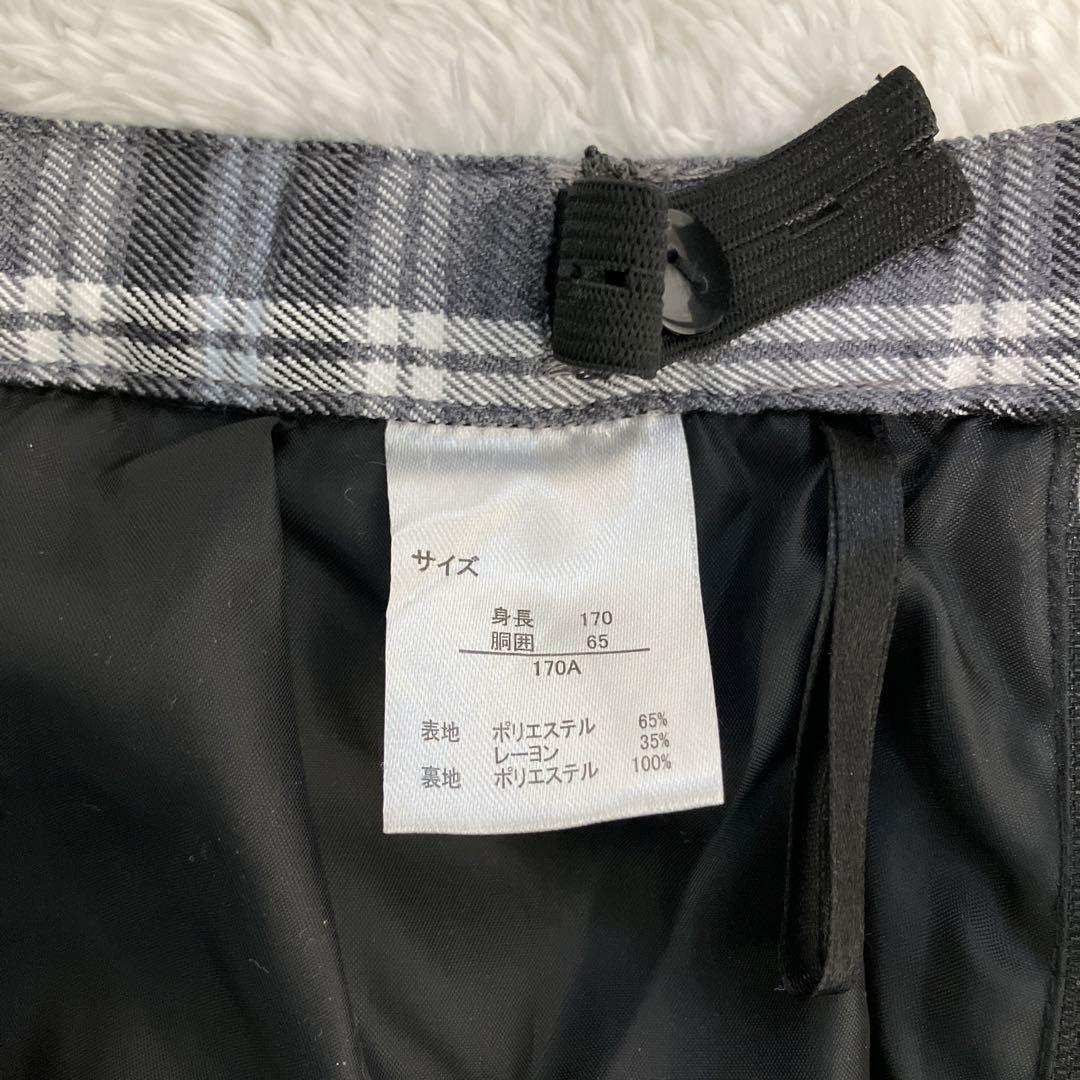 サイズ
身長 170
胴囲 65
170A
表地 ポリエステル 65%
レーヨン 35%
裏地 ポリエステル 100%